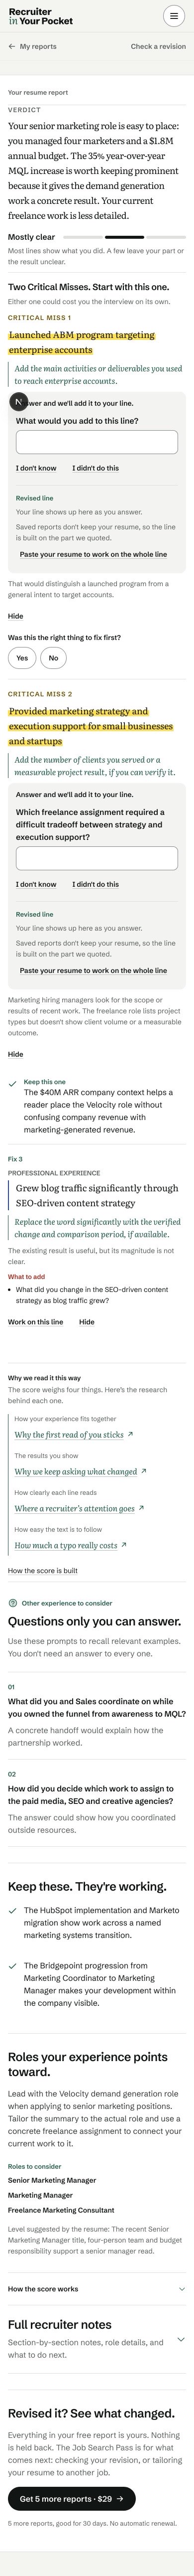 Recruiter
in Your Pocket
← My reports
Check a revision
Your resume report
VERDICT
Your senior marketing role is easy to place:
you managed four marketers and a $1.8M
annual budget. The 35% year-over-year
MQL increase is worth keeping prominent
because it gives the demand generation
work a concrete result. Your current
freelance work is less detailed.
Mostly clear
Most lines show what you did. A few leave your part or
the result unclear.
Two Critical Misses. Start with this one.
Either one could cost you the interview on its own.
CRITICAL MISS 1
Launched ABM program targeting
enterprise accounts
Add the main activities or deliverables you used
to reach enterprise accounts.
wer and we'll add it to your line.
What would you add to this line?
I don't know
I didn't do this
Revised line
Your line shows up here as you answer.
Saved reports don't keep your resume, so the line
is built on the part we quoted.
Paste your resume to work on the whole line
That would distinguish a launched program from a
general intent to target accounts.
Hide
Was this the right thing to fix first?
Yes
No
CRITICAL MISS 2
Provided marketing strategy and
execution support for small businesses
and startups
Add the number of clients you served or a
measurable project result, if you can verify it.
Answer and we'll add it to your line.
Which freelance assignment required a
difficult tradeoff between strategy and
execution support?
I don't know
I didn't do this
Revised line
Your line shows up here as you answer.
Saved reports don't keep your resume, so the line
is built on the part we quoted.
Paste your resume to work on the whole line
Marketing hiring managers look for the scope or
results of recent work. The freelance role lists project
types but doesn't show client volume or a measurable
outcome.
Hide
Keep this one
The $40M ARR company context helps a
reader place the Velocity role without
confusing company revenue with
marketing-generated revenue.
Fix 3
PROFESSIONAL EXPERIENCE
Grew blog traffic significantly through
SEO-driven content strategy
Replace the word significantly with the verified
change and comparison period, if available.
The existing result is useful, but its magnitude is not
clear.
What to add
• What did you change in the SEO-driven content
strategy as blog traffic grew?
Work on this line
Hide
Why we read it this way
The score weighs four things. Here's the research
behind each one.
How your experience fits together
Why the first read of you sticks ↗
The results you show
Why we keep asking what changed ↗
How clearly each line reads
Where a recruiter's attention goes ↗
How easy the text is to follow
How much a typo really costs ↗
How the score is built
Other experience to consider
Questions only you can answer.
Use these prompts to recall relevant examples.
You don't need an answer to every one.
01
What did you and Sales coordinate on while
you owned the funnel from awareness to MQL?
A concrete handoff would explain how the
partnership worked.
02
How did you decide which work to assign to
the paid media, SEO and creative agencies?
The answer could show how you coordinated
outside resources.
Keep these. They're working.
The HubSpot implementation and Marketo
migration show work across a named
marketing systems transition.
The Bridgepoint progression from
Marketing Coordinator to Marketing
Manager makes your development within
the company visible.
Roles your experience points
toward.
Lead with the Velocity demand generation role
when applying to senior marketing positions.
Tailor the summary to the actual role and use a
concrete freelance assignment to connect your
current work to it.
Roles to consider
Senior Marketing Manager
Marketing Manager
Freelance Marketing Consultant
Level suggested by the resume: The recent Senior
Marketing Manager title, four-person team and budget
responsibility support a senior manager read.
How the score works
Full recruiter notes
Section-by-section notes, role details, and
what to do next.
Revised it? See what changed.
Everything in your free report is yours. Nothing
is held back. The Job Search Pass is for what
comes next: checking your revision, or tailoring
your resume to another job.
Get 5 more reports · $29 →
5 more reports, good for 30 days. No automatic renewal.